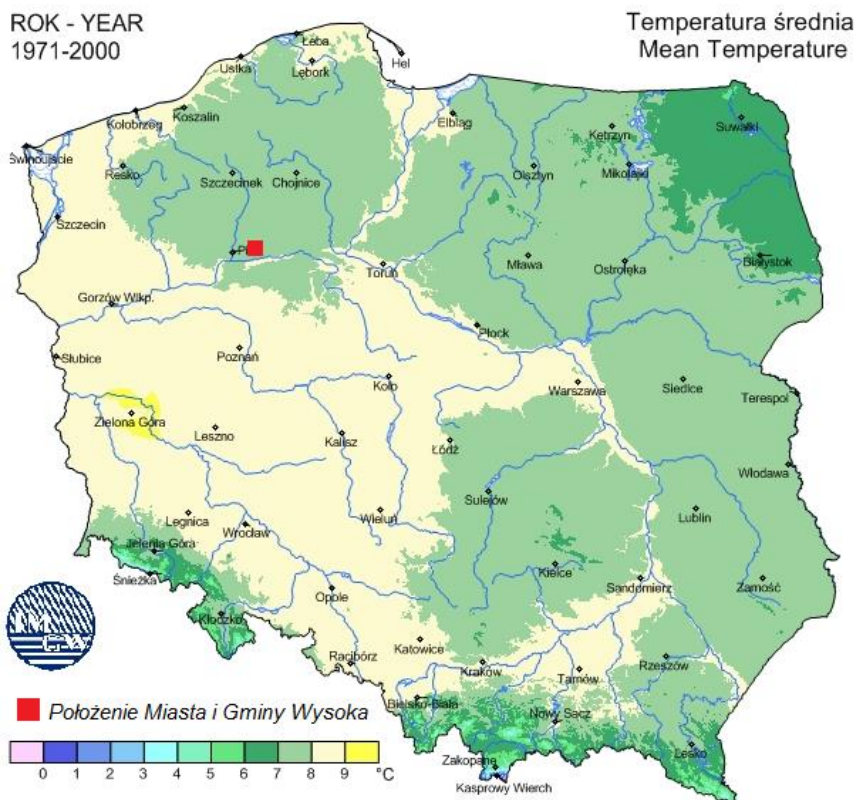 ROK - YEAR
1971-2000
Temperatura średnia
Mean Temperature
Łeba
Hel
Ustka
Lębork
Kołobrzeg
Koszalin
Elbląg
Kętrzyn
Suwałki
Świnoujście
Resko
Szczecinek
Chojnice
Olsztyn
Mikołajki
Szczecin
Toruń
Mława
Ostrołęka
Białystok
Gorzów Wlkp.
Płock
Słubice
Poznań
Koło
Warszawa
Siedlce
Terespol
Zielona Góra
Leszno
Kalisz
Łódź
Włodawa
Sulejów
Legnica
Wrocław
Wieluń
Lublin
Jelenia Góra
Śnieżka
Opole
Kielce
Sandomierz
Zamość
IMGW
Kłodzko
Racibórz
Katowice
Kraków
Tarnów
Rzeszów
Bielsko-Biała
Nowy Sącz
Lesko
Położenie Miasta i Gminy Wysoka
Zakopane
Kasprowy Wierch
0 1 2 3 4 5 6 7 8 9 °C